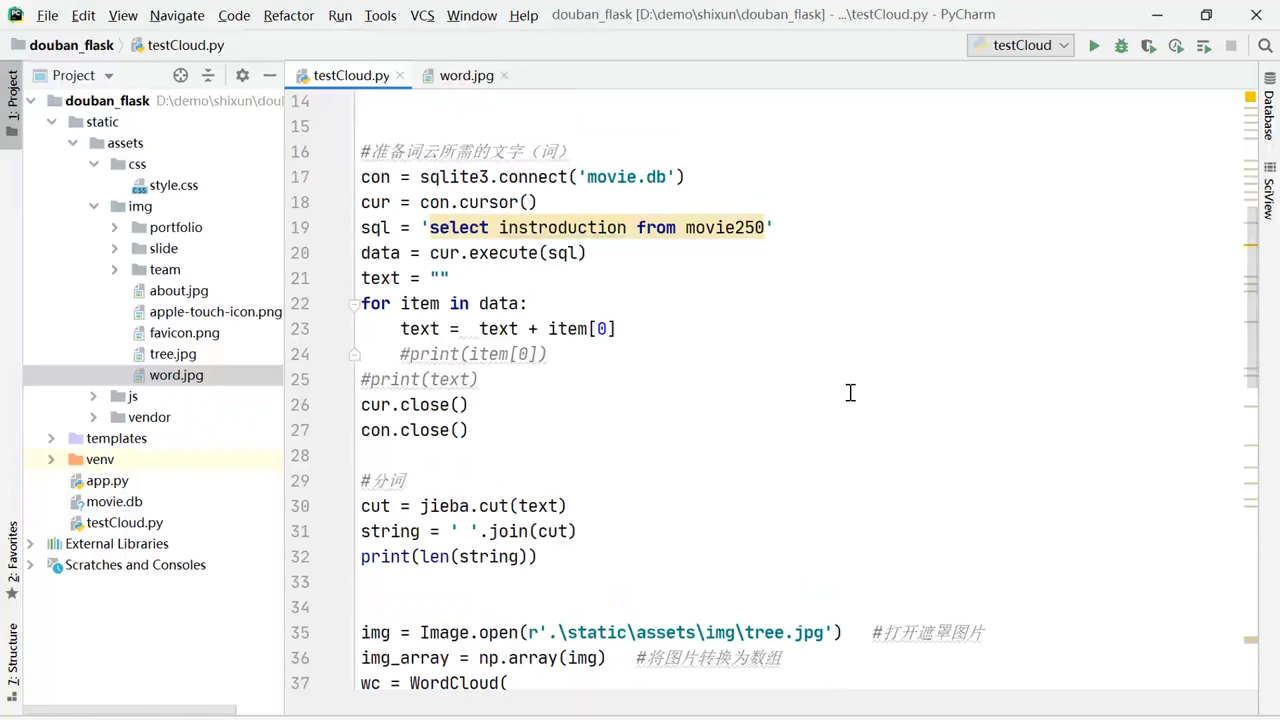 File Edit View Navigate Code Refactor Run Tools VCS Window Help douban_flask [D:\demo\shixun\douban_flask] - ...\testCloud.py - PyCharm
douban_flask testCloud.py testCloud
1: Project
Project
testCloud.py
word.jpg
douban_flask D:\demo\shixun\dou
static
assets
css
style.css
img
portfolio
slide
team
about.jpg
apple-touch-icon.png
favicon.png
tree.jpg
word.jpg
js
vendor
templates
venv
app.py
movie.db
testCloud.py
External Libraries
Scratches and Consoles
2: Favorites
7: Structure
14
15
16 #准备词云所需的文字（词）
17 con = sqlite3.connect('movie.db')
18 cur = con.cursor()
19 sql = 'select instroduction from movie250'
20 data = cur.execute(sql)
21 text = ""
22 for item in data:
23 text =  text + item[0]
24 #print(item[0])
25 #print(text)
26 cur.close()
27 con.close()
28
29 #分词
30 cut = jieba.cut(text)
31 string = ' '.join(cut)
32 print(len(string))
33
34
35 img = Image.open(r'.\static\assets\img\tree.jpg')   #打开遮罩图片
36 img_array = np.array(img)   #将图片转换为数组
37 wc = WordCloud(
Database
SciView